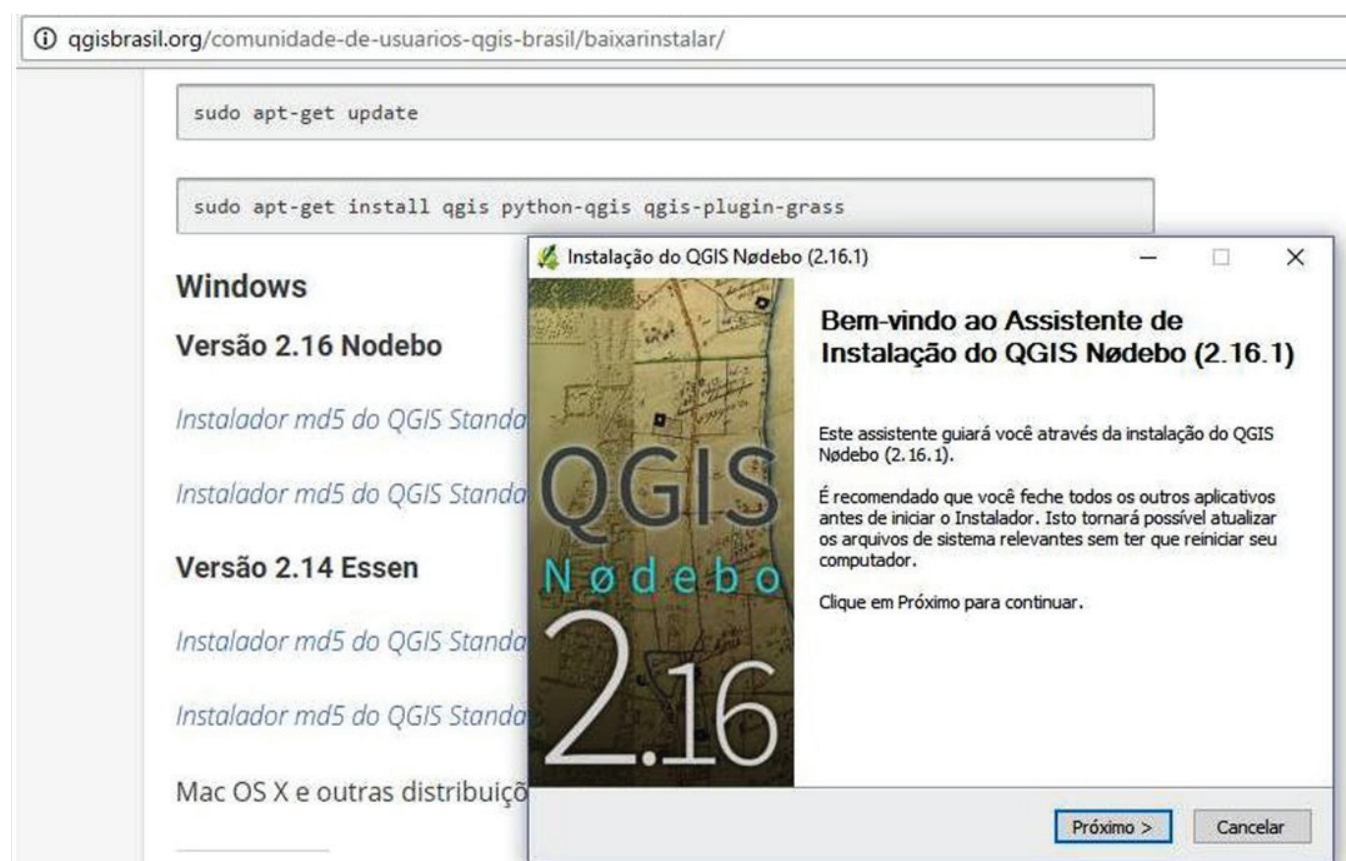 qgisbrasil.org/comunidade-de-usuarios-qgis-brasil/baixarinstalar/
sudo apt-get update
sudo apt-get install qgis python-qgis qgis-plugin-grass
Windows
Versão 2.16 Nodebo
Instalador md5 do QGIS
Instalador md5 do QGIS
Versão 2.14 Essen
Instalador md5 do QGIS
Instalador md5 do QGIS
Mac OS X e outras
Instalação do QGIS Nødebo (2.16.1)
QGIS
Nødebo
2.16
Bem-vindo ao Assistente de
Instalação do QGIS Nødebo (2.16.1)
Este assistente guiará você através da instalação do QGIS
Nødebo (2.16.1).
É recomendado que você feche todos os outros aplicativos
antes de iniciar o Instalador. Isto tornará possível atualizar
os arquivos de sistema relevantes sem ter que reiniciar seu
computador.
Clique em Próximo para continuar.
Próximo >
Cancelar